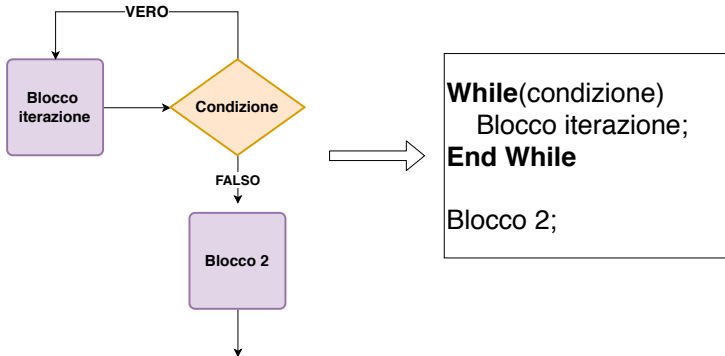 VERO
Blocco
iterazione
Condizione
FALSO
Blocco 2
While(condizione)
Blocco iterazione;
End While
Blocco 2;